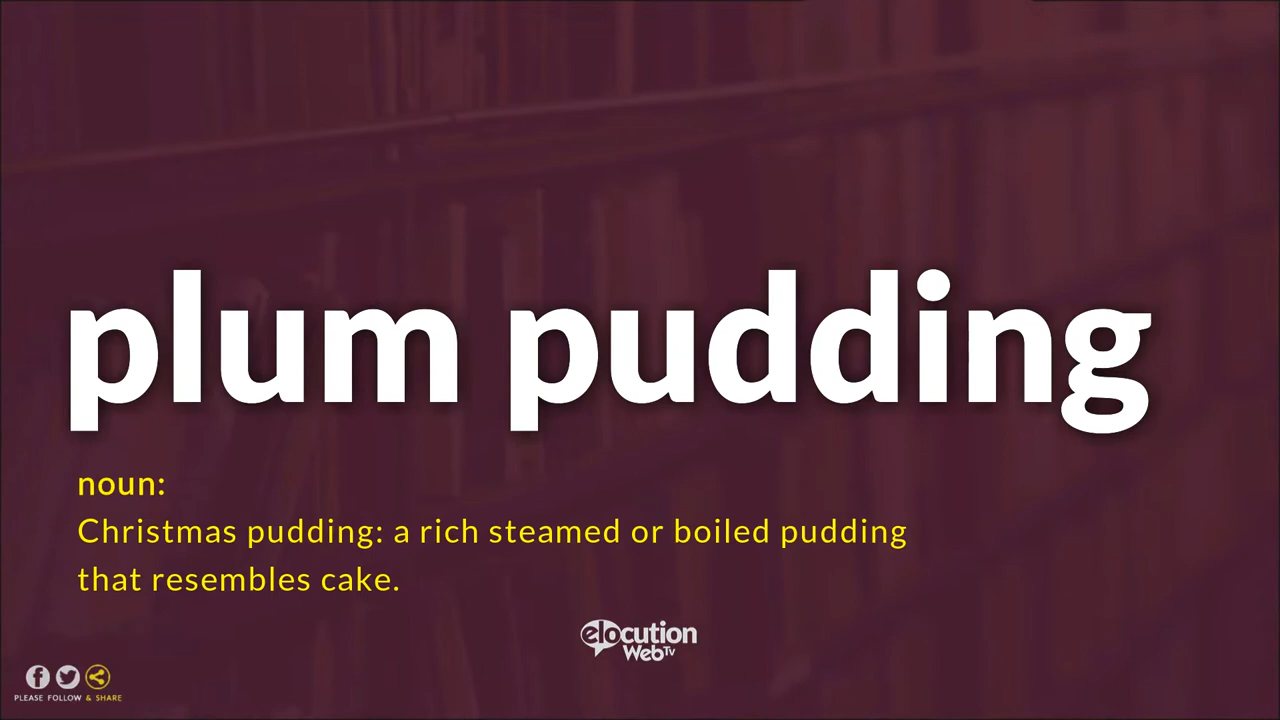 plum pudding
noun:
Christmas pudding: a rich steamed or boiled pudding
that resembles cake.
elocution
WebTv
PLEASE FOLLOW & SHARE